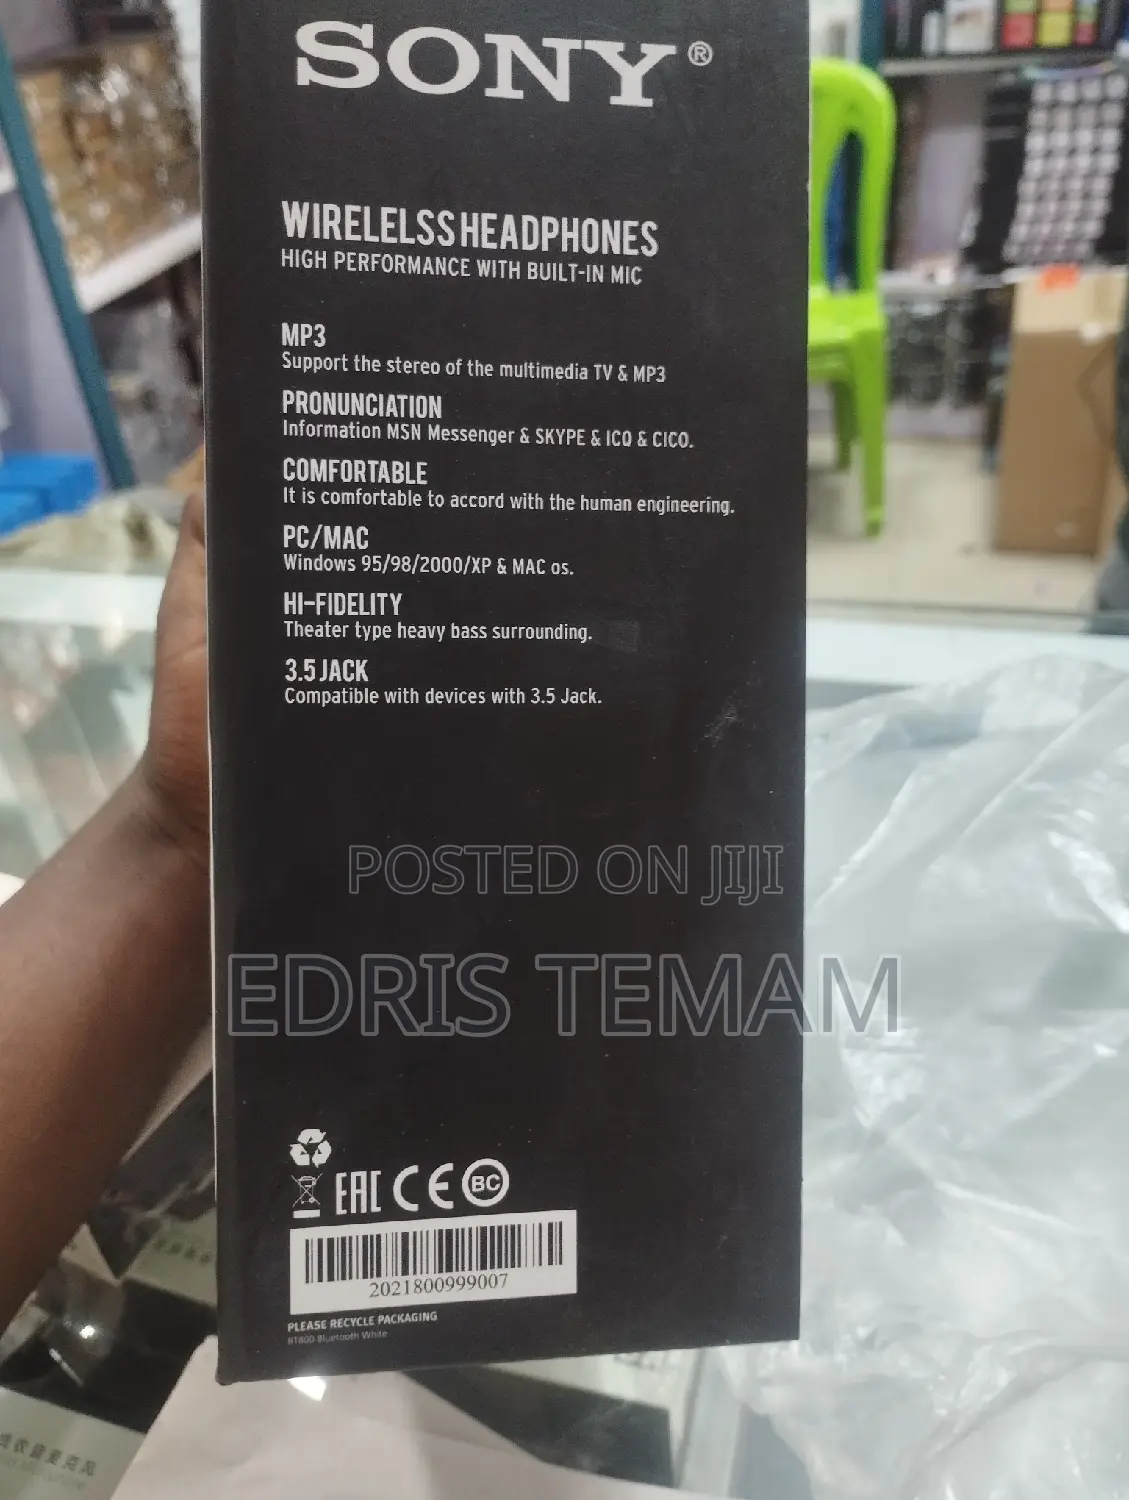 SONY®
WIRELELSS HEADPHONES
HIGH PERFORMANCE WITH BUILT-IN MIC
MP3
Support the stereo of the multimedia TV & MP3
PRONUNCIATION
Information MSN Messenger & SKYPE & ICQ & CICO.
COMFORTABLE
It is comfortable to accord with the human engineering.
PC/MAC
Windows 95/98/2000/XP & MAC os.
HI-FIDELITY
Theater type heavy bass surrounding.
3.5 JACK
Compatible with devices with 3.5 Jack.
POSTED ON JIJI
EDRIS TEMAM
EAC CE BC
2021800999007
PLEASE RECYCLE PACKAGING
BT800 Bluetooth White